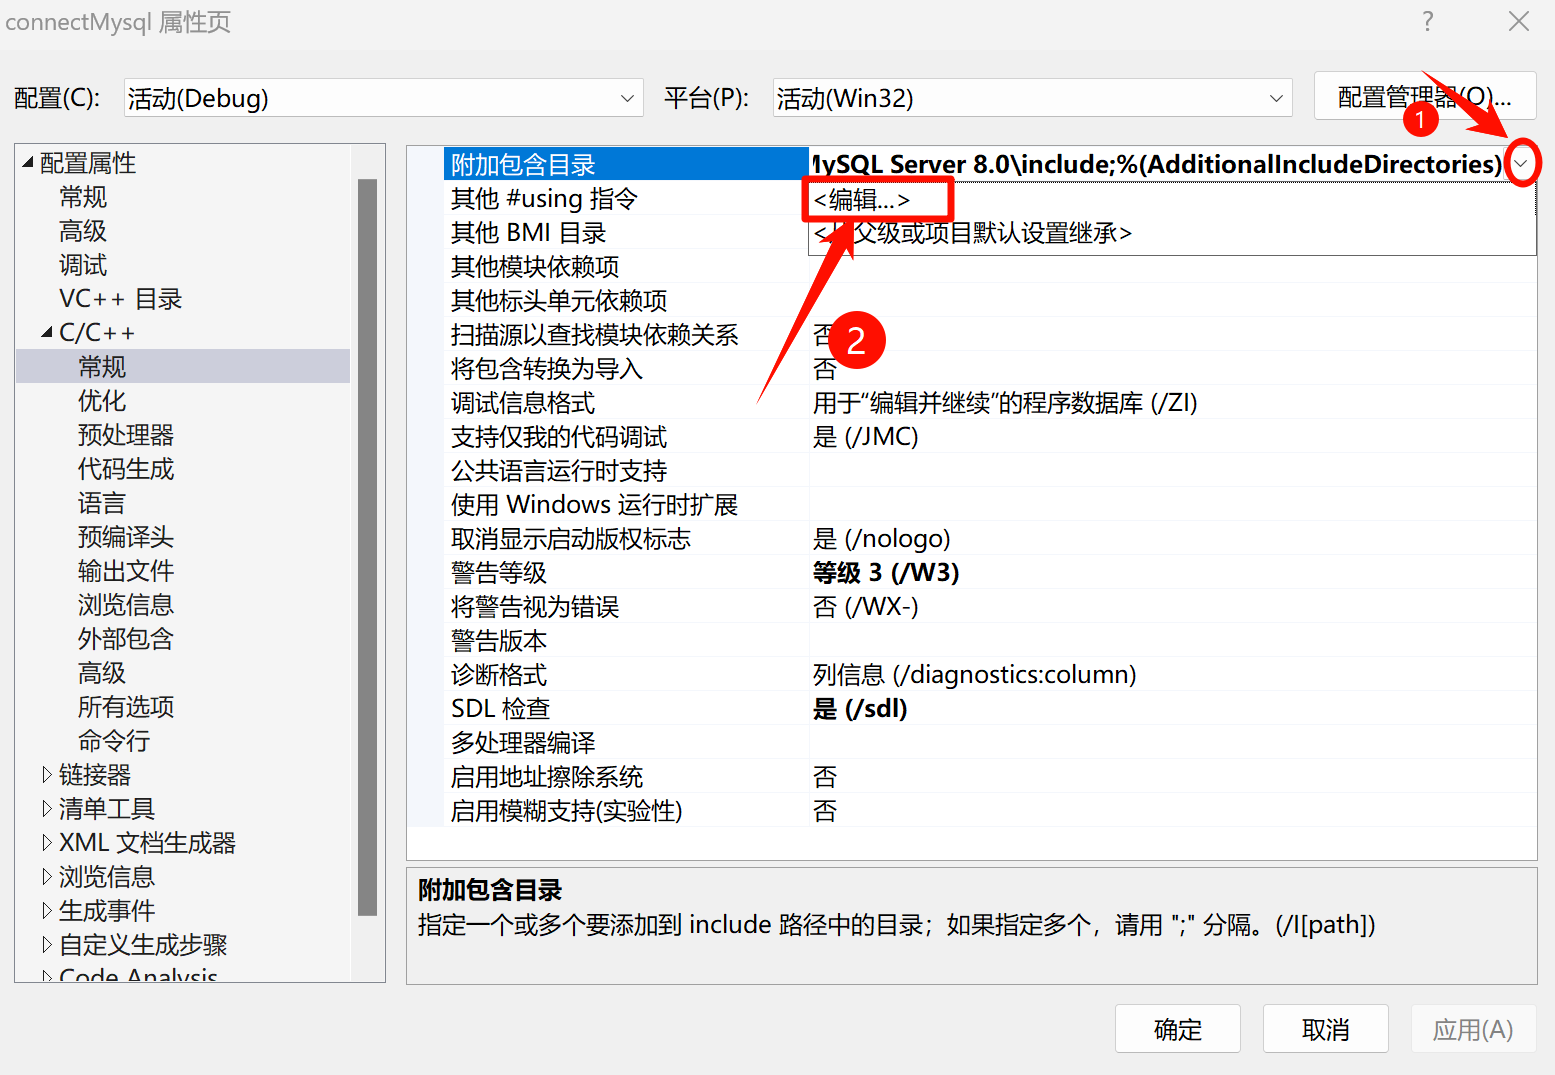 connectMysql 属性页
配置(C): 活动(Debug) 平台(P): 活动(Win32) 配置管理器(O)...
1
配置属性
常规
高级
调试
VC++ 目录
C/C++
常规
优化
预处理器
代码生成
语言
预编译头
输出文件
浏览信息
外部包含
高级
所有选项
命令行
链接器
清单工具
XML 文档生成器
浏览信息
生成事件
自定义生成步骤
Code Analysis
附加包含目录 MySQL Server 8.0\include;%(AdditionalIncludeDirectories)
其他 #using 指令 <编辑...>
其他 BMI 目录 < 父级或项目默认设置继承>
其他模块依赖项
其他标头单元依赖项
扫描源以查找模块依赖关系 否
2
将包含转换为导入 否
调试信息格式 用于“编辑并继续”的程序数据库 (/ZI)
支持仅我的代码调试 是 (/JMC)
公共语言运行时支持
使用 Windows 运行时扩展
取消显示启动版权标志 是 (/nologo)
警告等级 等级 3 (/W3)
将警告视为错误 否 (/WX-)
警告版本
诊断格式 列信息 (/diagnostics:column)
SDL 检查 是 (/sdl)
多处理器编译
启用地址擦除系统 否
启用模糊支持(实验性) 否
附加包含目录
指定一个或多个要添加到 include 路径中的目录；如果指定多个，请用 ";" 分隔。(/I[path])
确定 取消 应用(A)